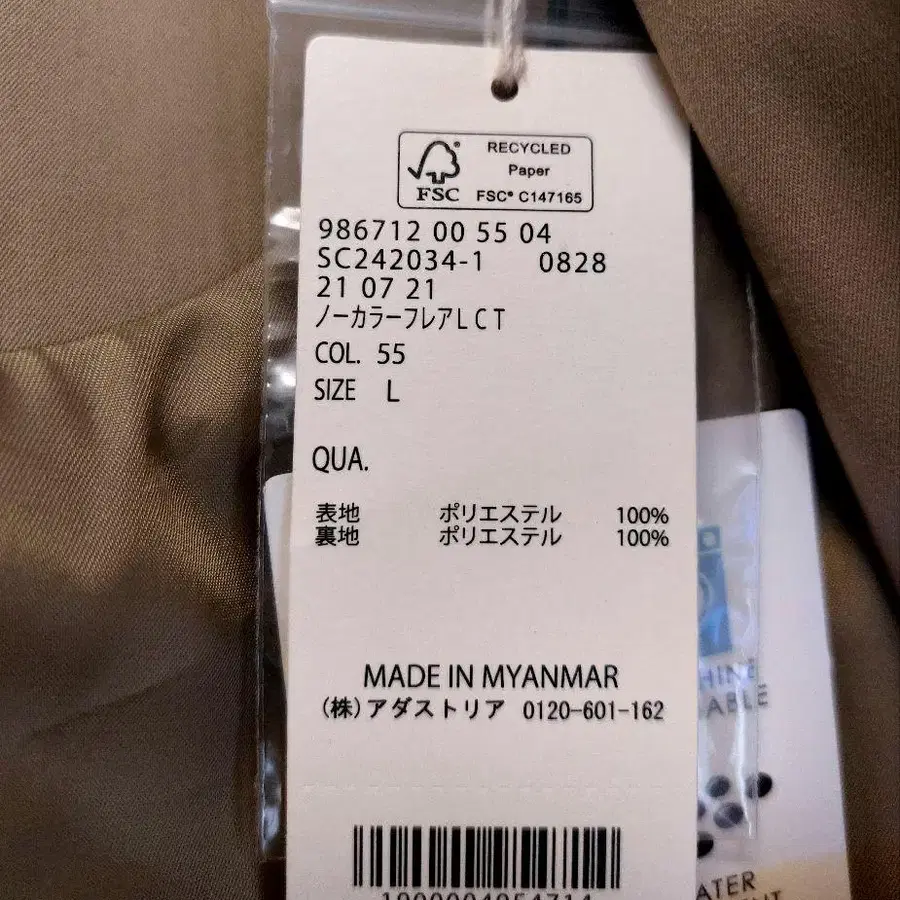 RECYCLED
Paper
FSC® C147165
FSC
986712 00 55 04
SC242034-1 0828
21 07 21
ノーカラーフレアLCT
COL. 55
SIZE L
QUA.
表地 ポリエステル 100%
裏地 ポリエステル 100%
MADE IN MYANMAR
(株)アダストリア 0120-601-162